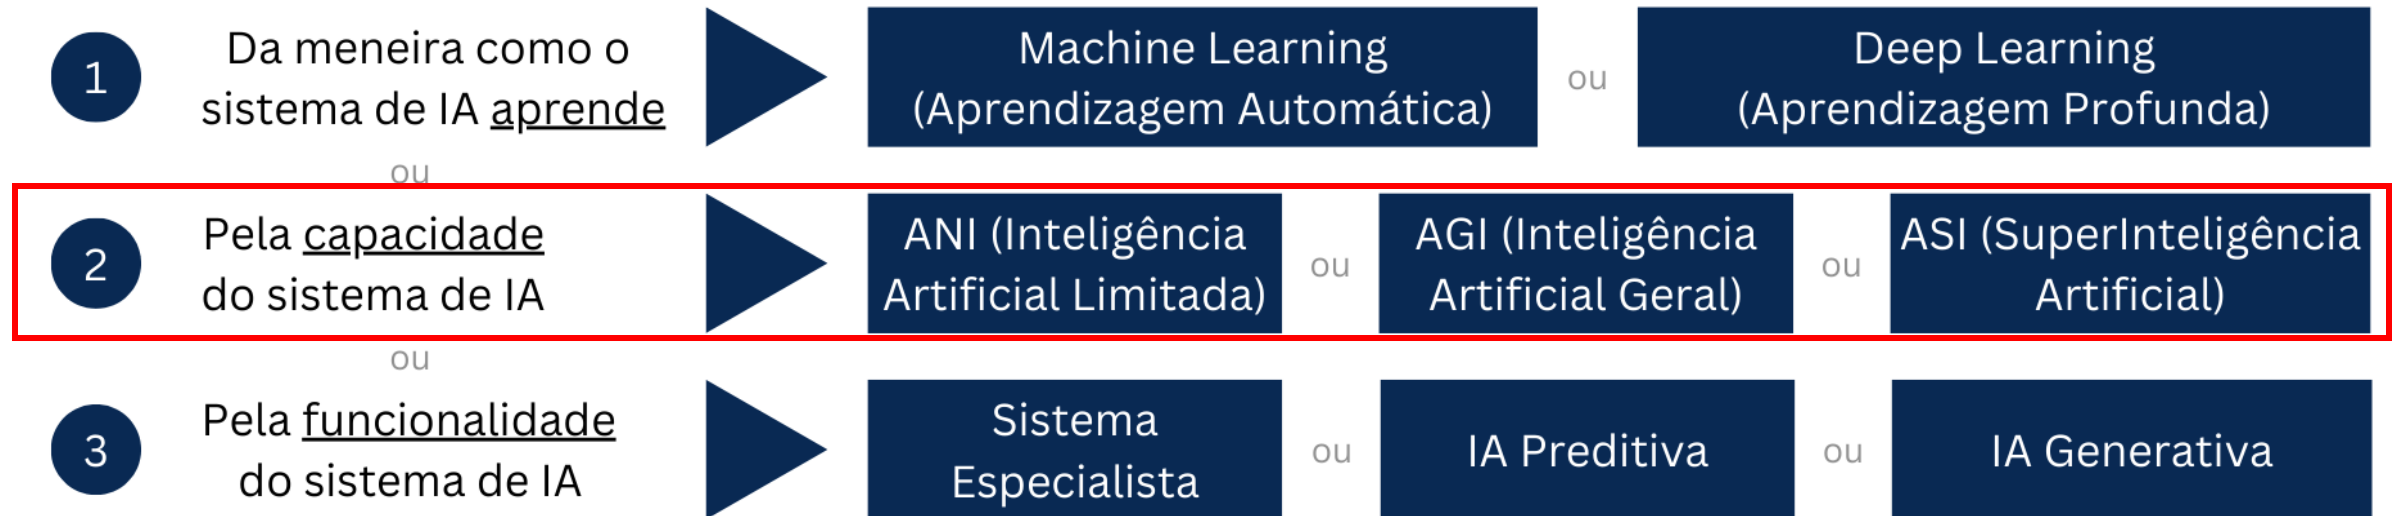 1
Da meneira como o
sistema de IA aprende
Machine Learning
(Aprendizagem Automática)
ou
Deep Learning
(Aprendizagem Profunda)
ou
2
Pela capacidade
do sistema de IA
ANI (Inteligência
Artificial Limitada)
ou
AGI (Inteligência
Artificial Geral)
ou
ASI (SuperInteligência
Artificial)
ou
3
Pela funcionalidade
do sistema de IA
Sistema
Especialista
ou
IA Preditiva
ou
IA Generativa